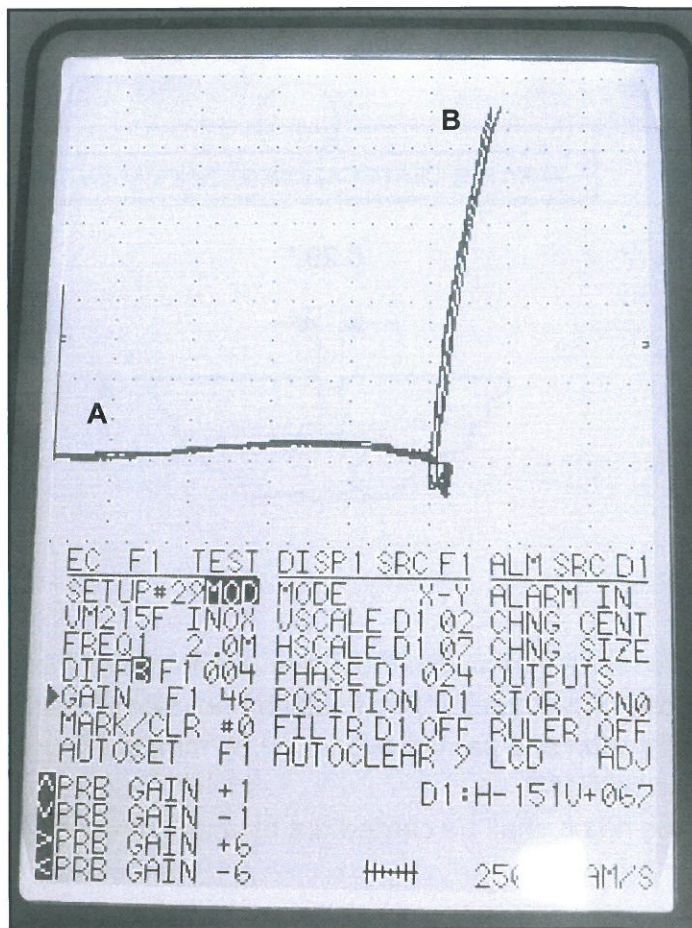 B
A
EC F1 TEST DISP1 SRC F1 ALM SRC D1
SETUP#29MOD MODE X-Y ALARM IN
VM215F INOX VSCALE D1 02 CHNG CENT
FREQ1 2.0M HSCALE D1 07 CHNG SIZE
DIFFR F1 004 PHASE D1 024 OUTPUTS
GAIN F1 46 POSITION D1 STOR SCN0
MARK/CLR #0 FILTR D1 OFF RULER OFF
AUTOSET F1 AUTOCLEAR 9 LCD ADJ
PRB GAIN +1 D1:H-151V+067
PRB GAIN -1
PRB GAIN +6
PRB GAIN -6